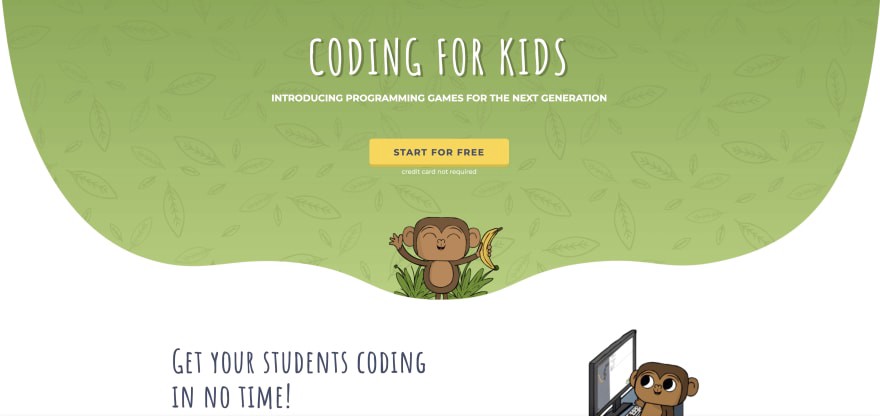 CODING FOR KIDS
INTRODUCING PROGRAMMING GAMES FOR THE NEXT GENERATION
START FOR FREE
credit card not required
GET YOUR STUDENTS CODING
IN NO TIME!